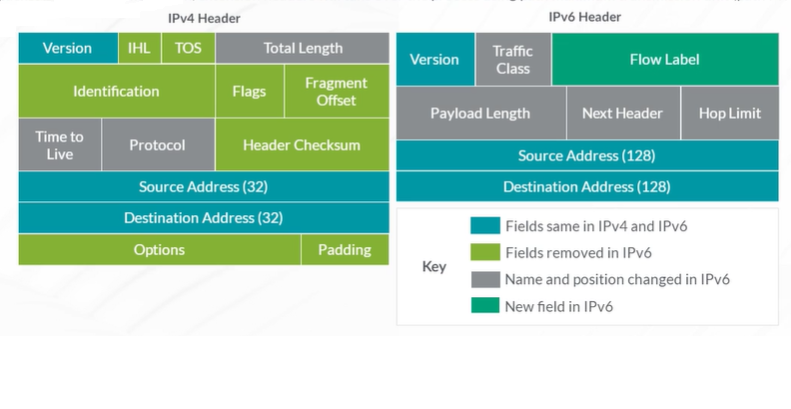 IPv4 Header
Version IHL TOS Total Length
Identification Flags Fragment Offset
Time to Live Protocol Header Checksum
Source Address (32)
Destination Address (32)
Options Padding
IPv6 Header
Version Traffic Class Flow Label
Payload Length Next Header Hop Limit
Source Address (128)
Destination Address (128)
Key
Fields same in IPv4 and IPv6
Fields removed in IPv6
Name and position changed in IPv6
New field in IPv6